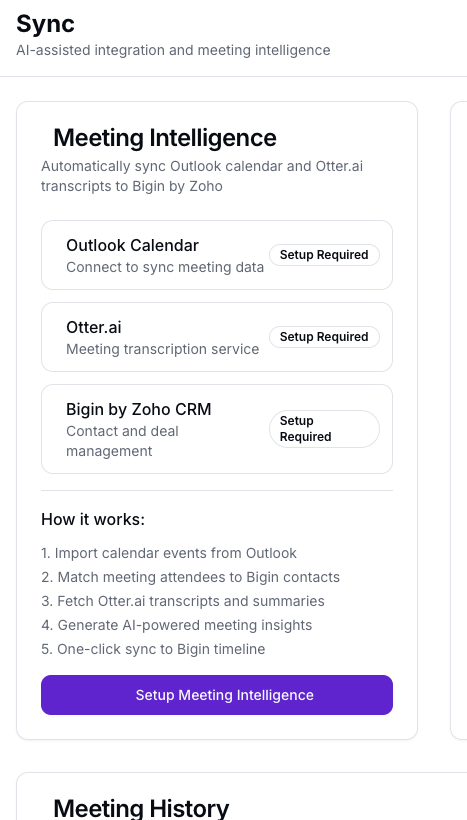 Sync
AI-assisted integration and meeting intelligence
Meeting Intelligence
Automatically sync Outlook calendar and Otter.ai
transcripts to Bigin by Zoho
Outlook Calendar
Connect to sync meeting data
Setup Required
Otter.ai
Meeting transcription service
Setup Required
Bigin by Zoho CRM
Contact and deal
management
Setup
Required
How it works:
1. Import calendar events from Outlook
2. Match meeting attendees to Bigin contacts
3. Fetch Otter.ai transcripts and summaries
4. Generate AI-powered meeting insights
5. One-click sync to Bigin timeline
Setup Meeting Intelligence
Meeting History